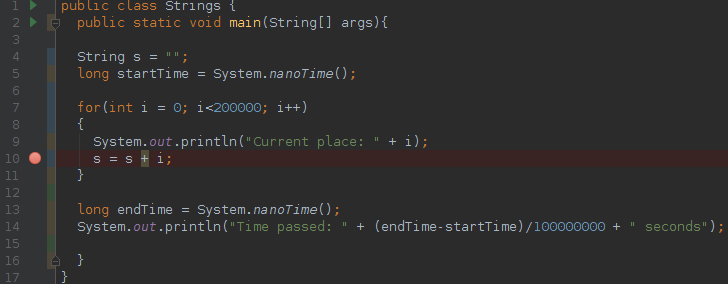 1 public class Strings {
2 public static void main(String[] args){
3
4 String s = "";
5 long startTime = System.nanoTime();
6
7 for(int i = 0; i<200000; i++)
8 {
9 System.out.println("Current place: " + i);
10 s = s + i;
11 }
12
13 long endTime = System.nanoTime();
14 System.out.println("Time passed: " + (endTime-startTime)/100000000 + " seconds");
15
16 }
17 }